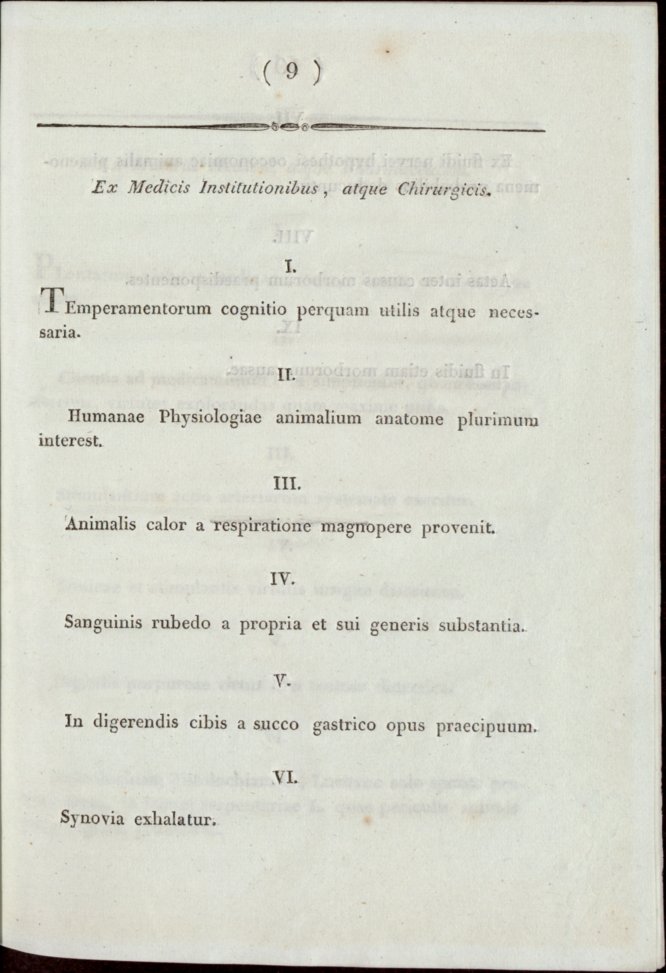 ( 9 )
Ex Medicis Institutionibus, atque Chirurgicis.
I.
TEmperamentorum cognitio perquam utilis atque neces-
saria.
II.
Humanae Physiologiae animalium anatome plurimum
interest.
III.
Animalis calor a respiratione magnopere provenit.
IV.
Sanguinis rubedo a propria et sui generis substantia.
V.
In digerendis cibis a succo gastrico opus praecipuum.
VI.
Synovia exhalatur.